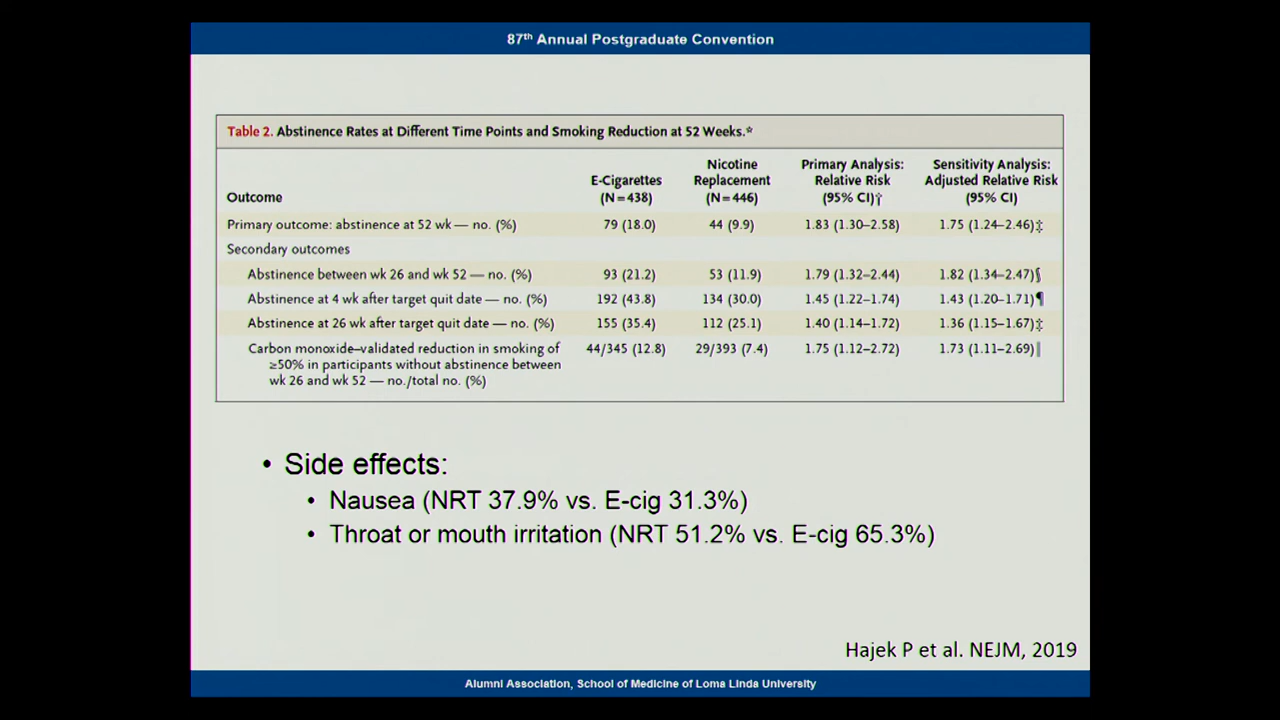 87th Annual Postgraduate Convention
Table 2. Abstinence Rates at Different Time Points and Smoking Reduction at 52 Weeks.*
Outcome E-Cigarettes (N=438) Nicotine Replacement (N=446) Primary Analysis: Relative Risk (95% CI)† Sensitivity Analysis: Adjusted Relative Risk (95% CI)
Primary outcome: abstinence at 52 wk — no. (%) 79 (18.0) 44 (9.9) 1.83 (1.30–2.58) 1.75 (1.24–2.46)‡
Secondary outcomes
Abstinence between wk 26 and wk 52 — no. (%) 93 (21.2) 53 (11.9) 1.79 (1.32–2.44) 1.82 (1.34–2.47)§
Abstinence at 4 wk after target quit date — no. (%) 192 (43.8) 134 (30.0) 1.45 (1.22–1.74) 1.43 (1.20–1.71)¶
Abstinence at 26 wk after target quit date — no. (%) 155 (35.4) 112 (25.1) 1.40 (1.14–1.72) 1.36 (1.15–1.67)‡
Carbon monoxide–validated reduction in smoking of 44/345 (12.8) 29/393 (7.4) 1.75 (1.12–2.72) 1.73 (1.11–2.69)‖
≥50% in participants without abstinence between
wk 26 and wk 52 — no./total no. (%)
• Side effects:
• Nausea (NRT 37.9% vs. E-cig 31.3%)
• Throat or mouth irritation (NRT 51.2% vs. E-cig 65.3%)
Hajek P et al. NEJM, 2019
Alumni Association, School of Medicine of Loma Linda University